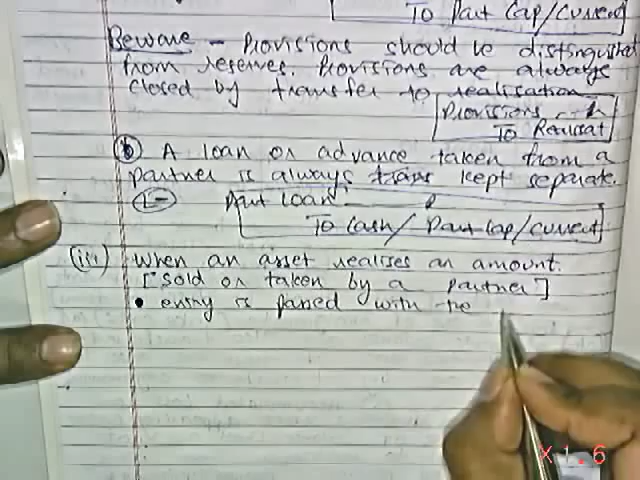 To Part Cap/Current
Beware - Provisions should be distinguished
from reserves. Provisions are always
closed by transfer to realisation
Provisions
To Realisat
(b) A loan or advance taken from a
partner is always kept separate.
Part Loan
To Cash/ Part Cap/Current
(iii) When an asset realises an amount.
[Sold or taken by a partner]
• entry is passed with the
X1.6